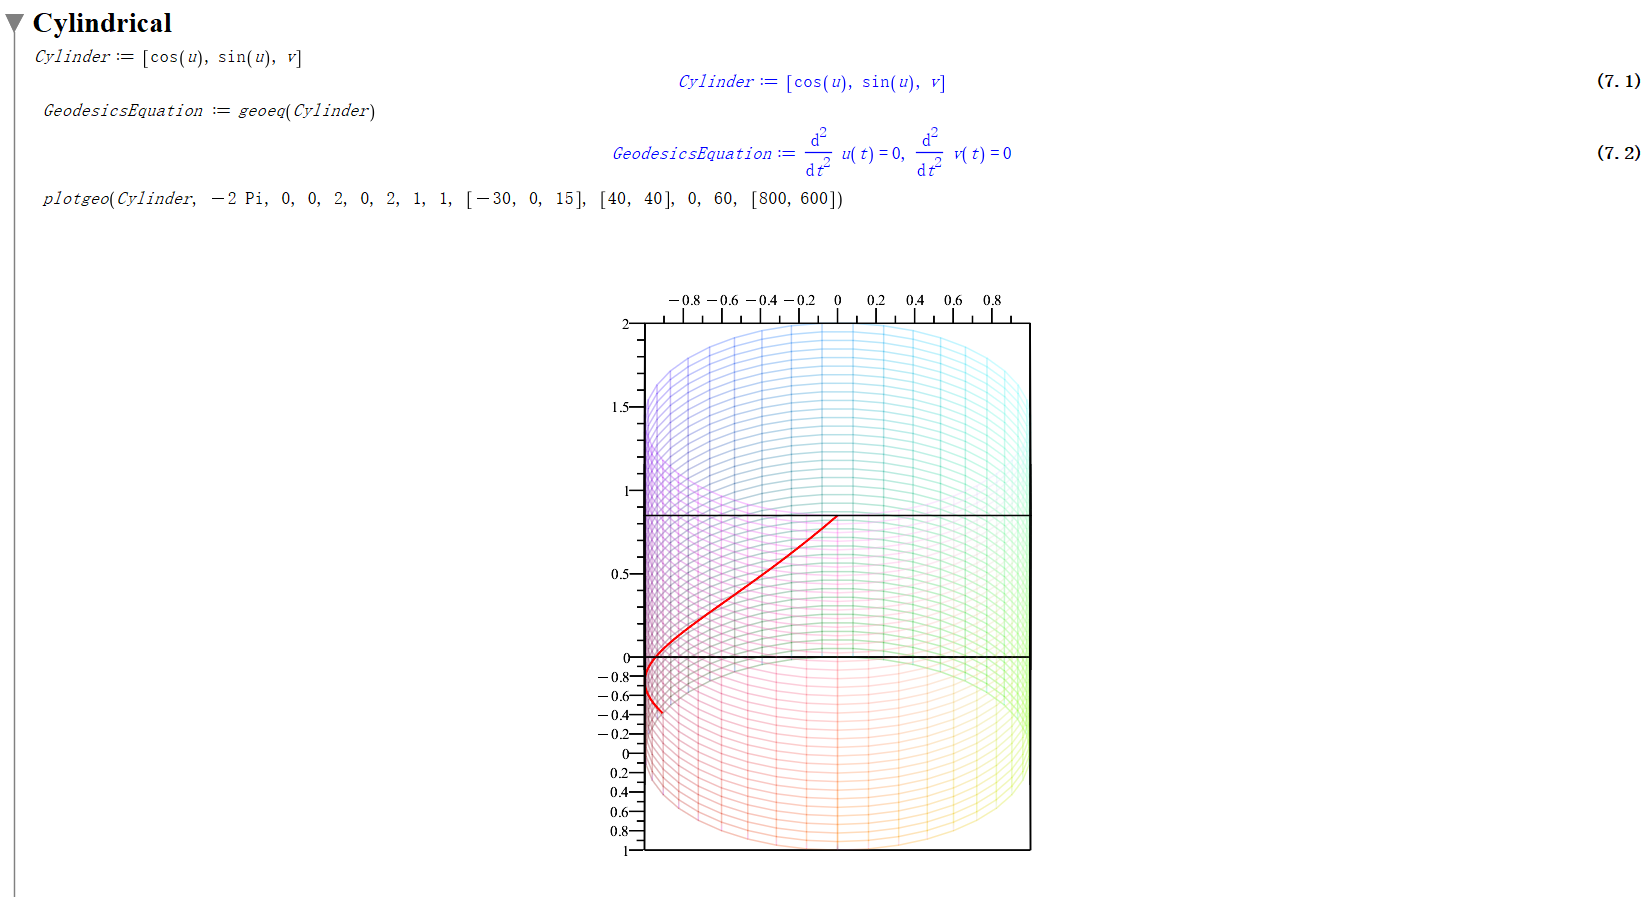 Cylindrical
Cylinder := [cos(u), sin(u), v]
Cylinder := [cos(u), sin(u), v] (7.1)
GeodesicsEquation := geoeq(Cylinder)
GeodesicsEquation := d²/dt² u(t) = 0, d²/dt² v(t) = 0 (7.2)
plotgeo(Cylinder, −2 Pi, 0, 0, 2, 0, 2, 1, 1, [−30, 0, 15], [40, 40], 0, 60, [800, 600])
−0.8 −0.6 −0.4 −0.2 0 0.2 0.4 0.6 0.8
2
1.5
1
0.5
0
−0.8
−0.6
−0.4
−0.2
0
0.2
0.4
0.6
0.8
1